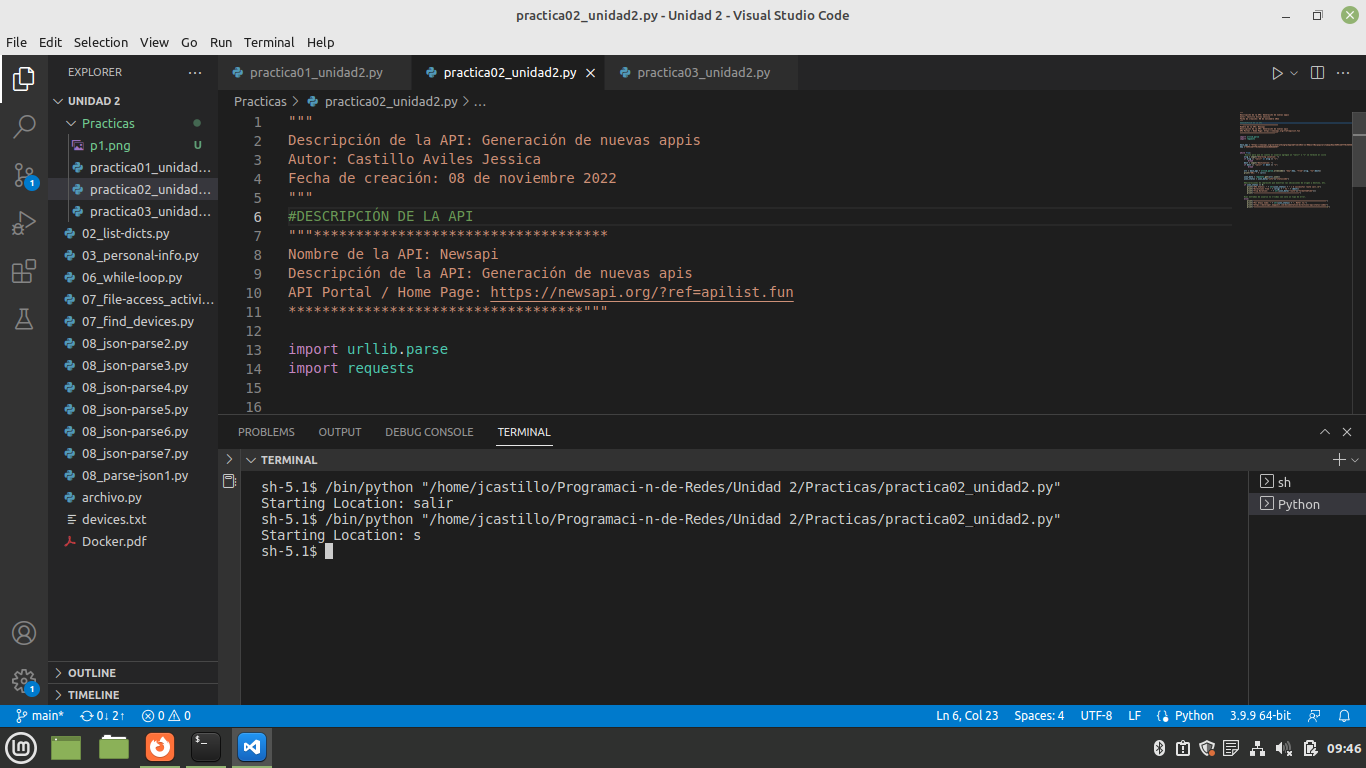 practica02_unidad2.py - Unidad 2 - Visual Studio Code
File Edit Selection View Go Run Terminal Help
EXPLORER
UNIDAD 2
Practicas
p1.png U
practica01_unidad...
practica02_unidad...
practica03_unidad...
02_list-dicts.py
03_personal-info.py
06_while-loop.py
07_file-access_activi...
07_find_devices.py
08_json-parse2.py
08_json-parse3.py
08_json-parse4.py
08_json-parse5.py
08_json-parse6.py
08_json-parse7.py
08_parse-json1.py
archivo.py
devices.txt
Docker.pdf
OUTLINE
TIMELINE
1
1
practica01_unidad2.py practica02_unidad2.py practica03_unidad2.py
Practicas > practica02_unidad2.py > ...
1 """
2 Descripción de la API: Generación de nuevas appis
3 Autor: Castillo Aviles Jessica
4 Fecha de creación: 08 de noviembre 2022
5 """
6 #DESCRIPCIÓN DE LA API
7 """***********************************
8 Nombre de la API: Newsapi
9 Descripción de la API: Generación de nuevas apis
10 API Portal / Home Page: https://newsapi.org/?ref=apilist.fun
11 ***********************************"""
12
13 import urllib.parse
14 import requests
15
16
PROBLEMS OUTPUT DEBUG CONSOLE TERMINAL
TERMINAL
sh-5.1$ /bin/python "/home/jcastillo/Programaci-n-de-Redes/Unidad 2/Practicas/practica02_unidad2.py"
Starting Location: salir
sh-5.1$ /bin/python "/home/jcastillo/Programaci-n-de-Redes/Unidad 2/Practicas/practica02_unidad2.py"
Starting Location: s
sh-5.1$
sh
Python
main* 0↓ 2↑ 0 0 Ln 6, Col 23 Spaces: 4 UTF-8 LF Python 3.9.9 64-bit
09:46